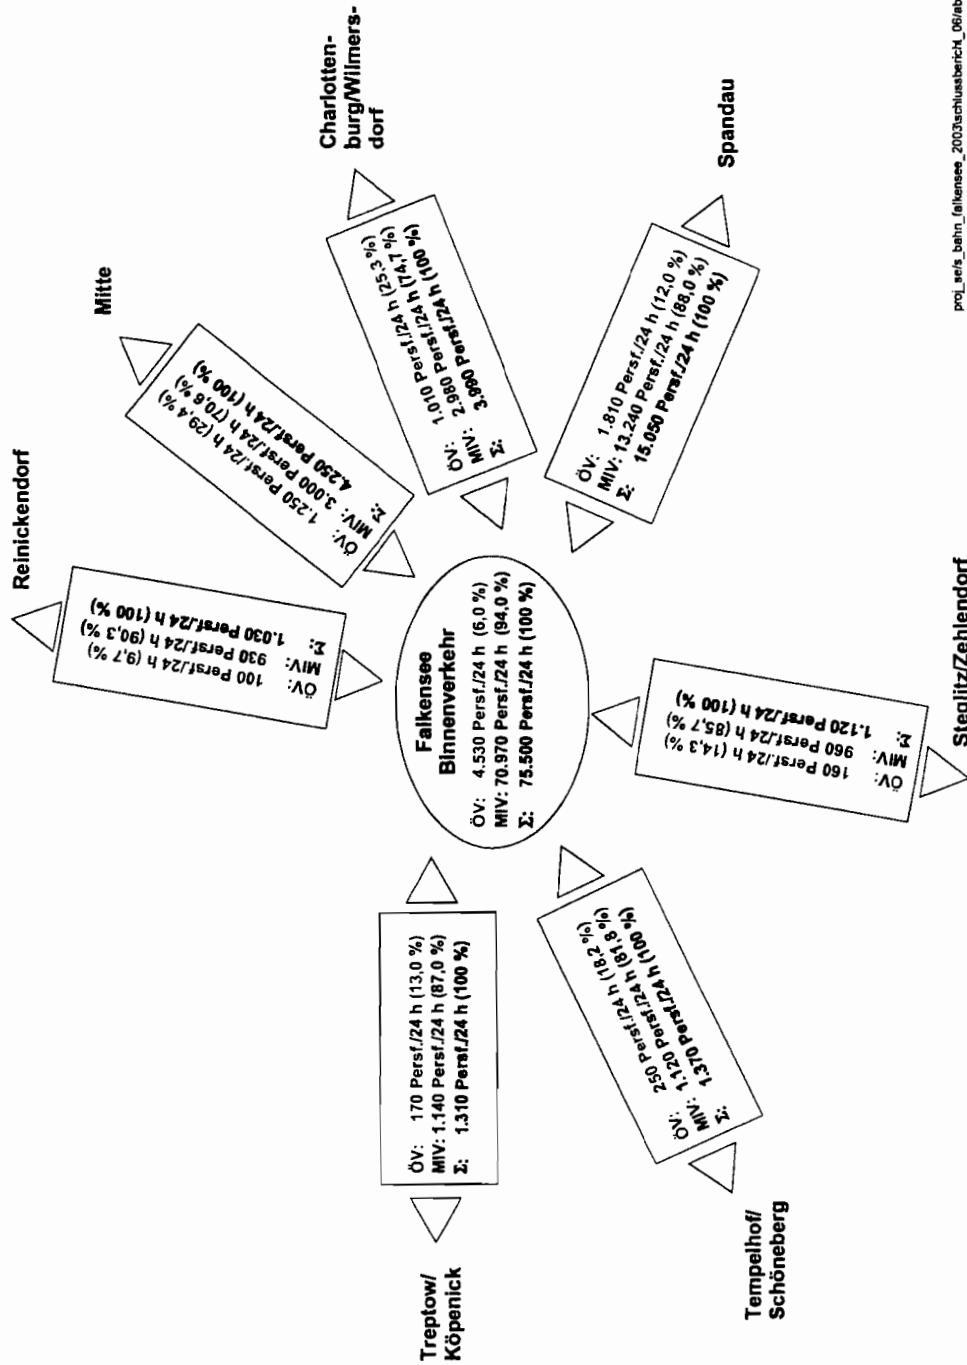 Reinickendorf
ÖV: 100 Persf./24 h (9,7 %)
MIV: 930 Persf./24 h (90,3 %)
Σ: 1.030 Persf./24 h (100 %)
Mitte
ÖV: 1.250 Persf./24 h (29,4 %)
MIV: 3.000 Persf./24 h (70,6 %)
Σ: 4.250 Persf./24 h (100 %)
Charlotten-
burg/Wilmers-
dorf
ÖV: 1.010 Persf./24 h (25,3 %)
MIV: 2.980 Persf./24 h (74,7 %)
Σ: 3.990 Persf./24 h (100 %)
Spandau
ÖV: 1.810 Persf./24 h (12,0 %)
MIV: 13.240 Persf./24 h (88,0 %)
Σ: 15.050 Persf./24 h (100 %)
Falkensee
Binnenverkehr
ÖV: 4.530 Persf./24 h (6,0 %)
MIV: 70.970 Persf./24 h (94,0 %)
Σ: 75.500 Persf./24 h (100 %)
Treptow/
Köpenick
ÖV: 170 Persf./24 h (13,0 %)
MIV: 1.140 Persf./24 h (87,0 %)
Σ: 1.310 Persf./24 h (100 %)
Tempelhof/
Schöneberg
ÖV: 250 Persf./24 h (18,2 %)
MIV: 1.120 Persf./24 h (81,8 %)
Σ: 1.370 Persf./24 h (100 %)
Steglitz/Zehlendorf
ÖV: 160 Persf./24 h (14,3 %)
MIV: 960 Persf./24 h (85,7 %)
Σ: 1.120 Persf./24 h (100 %)
proj_se/s_bahn_falkensee_2003\schlussbericht_06/ab